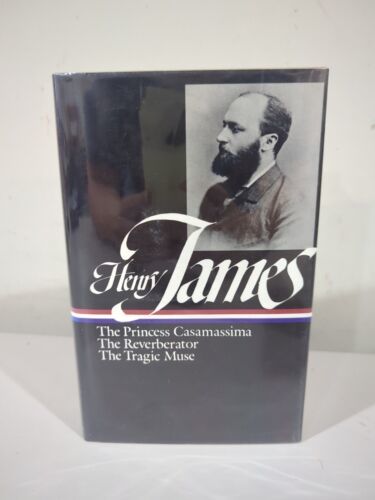 Henry James
The Princess Casamassima
The Reverberator
The Tragic Muse